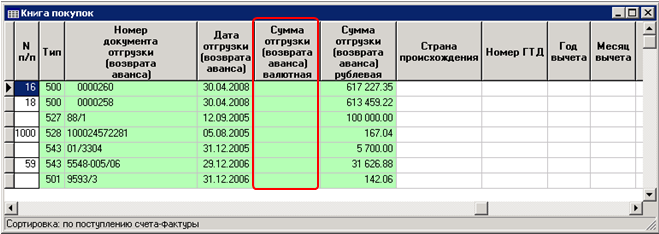 Книга покупок
N п/п Тип Номер документа отгрузки (возврата аванса) Дата отгрузки (возврата аванса) Сумма отгрузки (возврата аванса) валютная Сумма отгрузки (возврата аванса) рублевая Страна происхождения Номер ГТД Год вычета Месяц вычета
16 500 0000260 30.04.2008 617 227.35
18 500 0000258 30.04.2008 613 459.22
527 88/1 12.09.2005 100 000.00
1000 528 100024572281 05.08.2005 167.04
543 01/3304 31.12.2005 5 700.00
59 543 5548-005/06 29.12.2006 31 626.88
501 9593/3 31.12.2006 142.06
Сортировка: по поступлению счета-фактуры